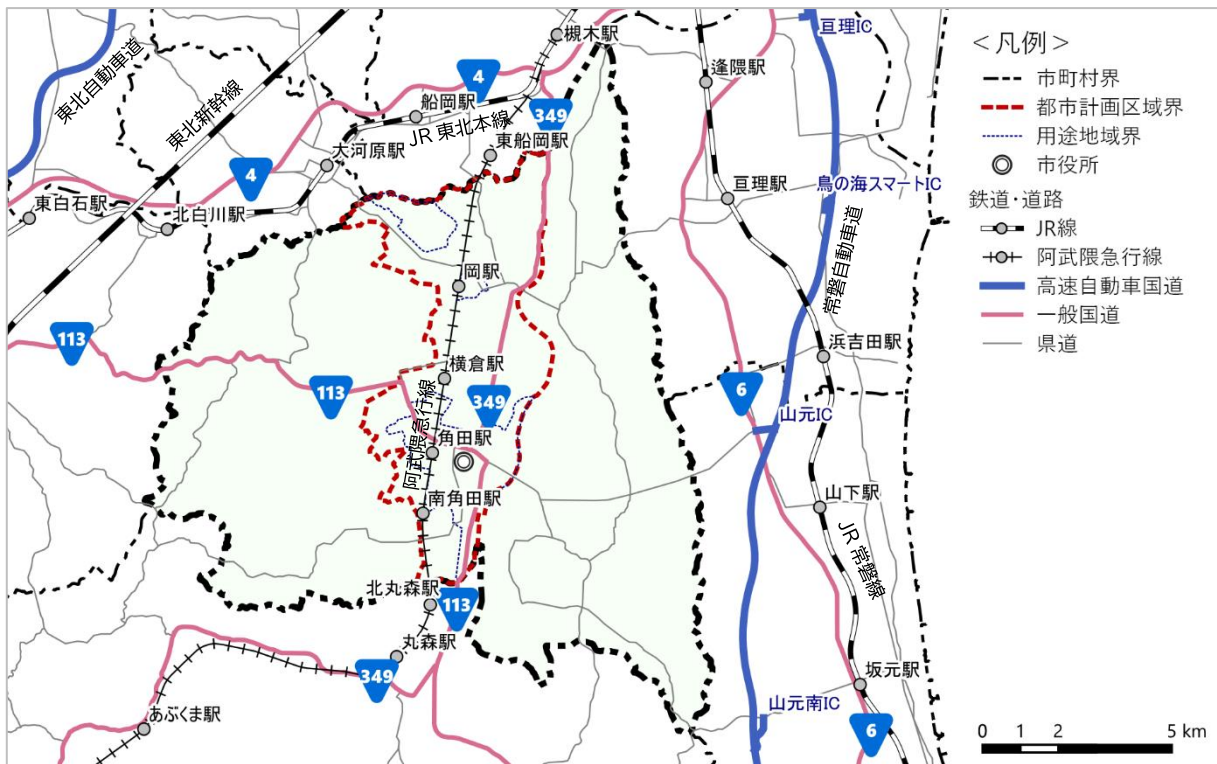 槻木駅
亘理IC
東北自動車道
東北新幹線
4
船岡駅
349
JR 東北本線
逢隈駅
大河原駅
東船岡駅
4
東白石駅
北白川駅
亘理駅
鳥の海スマートIC
常磐自動車道
岡駅
113
浜吉田駅
横倉駅
113
349
6
山元IC
阿武隈急行線
角田駅
南角田駅
山下駅
JR 常磐線
北丸森駅
113
丸森駅
349
坂元駅
山元南IC
あぶくま駅
6
<凡例>
市町村界
都市計画区域界
用途地域界
市役所
鉄道・道路
JR線
阿武隈急行線
高速自動車国道
一般国道
県道
0 1 2 5 km